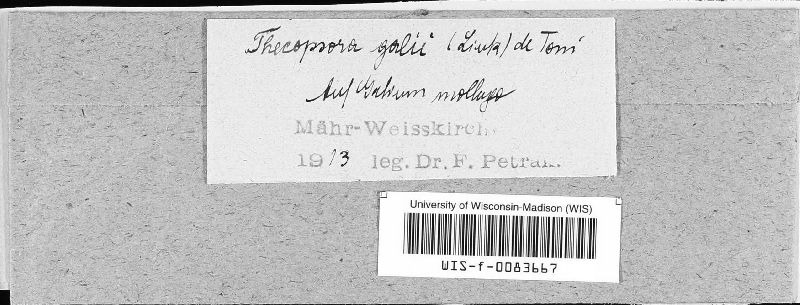 Thecopsora galii (Link) de Toni
Auf Galium mollugo
Mähr-Weisskirch.
1913 leg. Dr. F. Petrak.
University of Wisconsin-Madison (WIS)
WIS-f-0083667